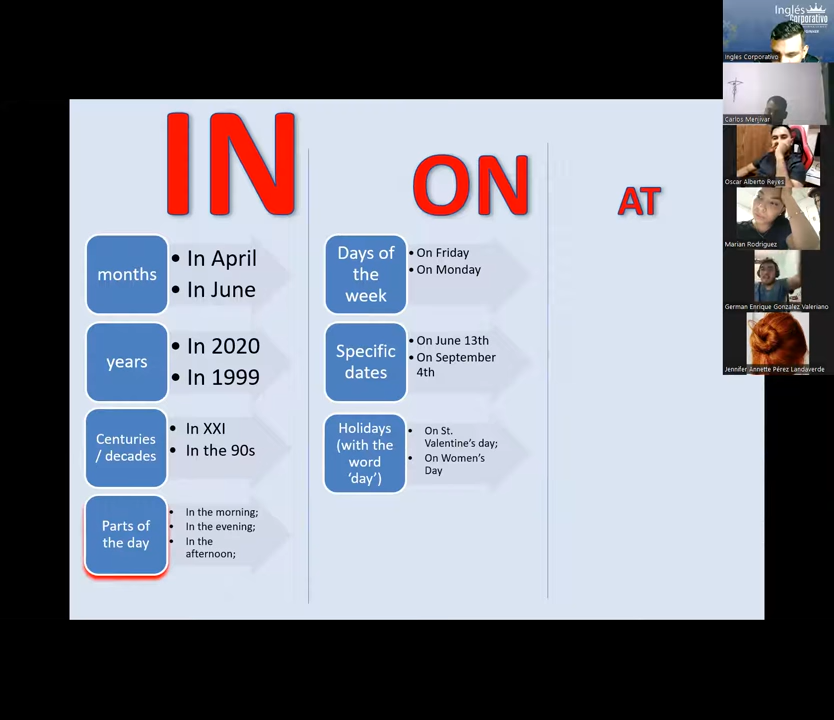 IN
months
• In April
• In June
years
• In 2020
• In 1999
Centuries
/ decades
• In XXI
• In the 90s
Parts of
the day
• In the morning;
• In the evening;
• In the
afternoon;
ON
Days of
the
week
• On Friday
• On Monday
Specific
dates
• On June 13th
• On September
4th
Holidays
(with the
word
‘day’)
• On St.
Valentine’s day;
• On Women’s
Day
AT
Inglés
Corporativo
Ingles Corporativo
Carlos Menjivar
Oscar Alberto Reyes
Marian Rodriguez
German Enrique Gonzalez Valeriano
Jennifer Annette Pérez Landaverde